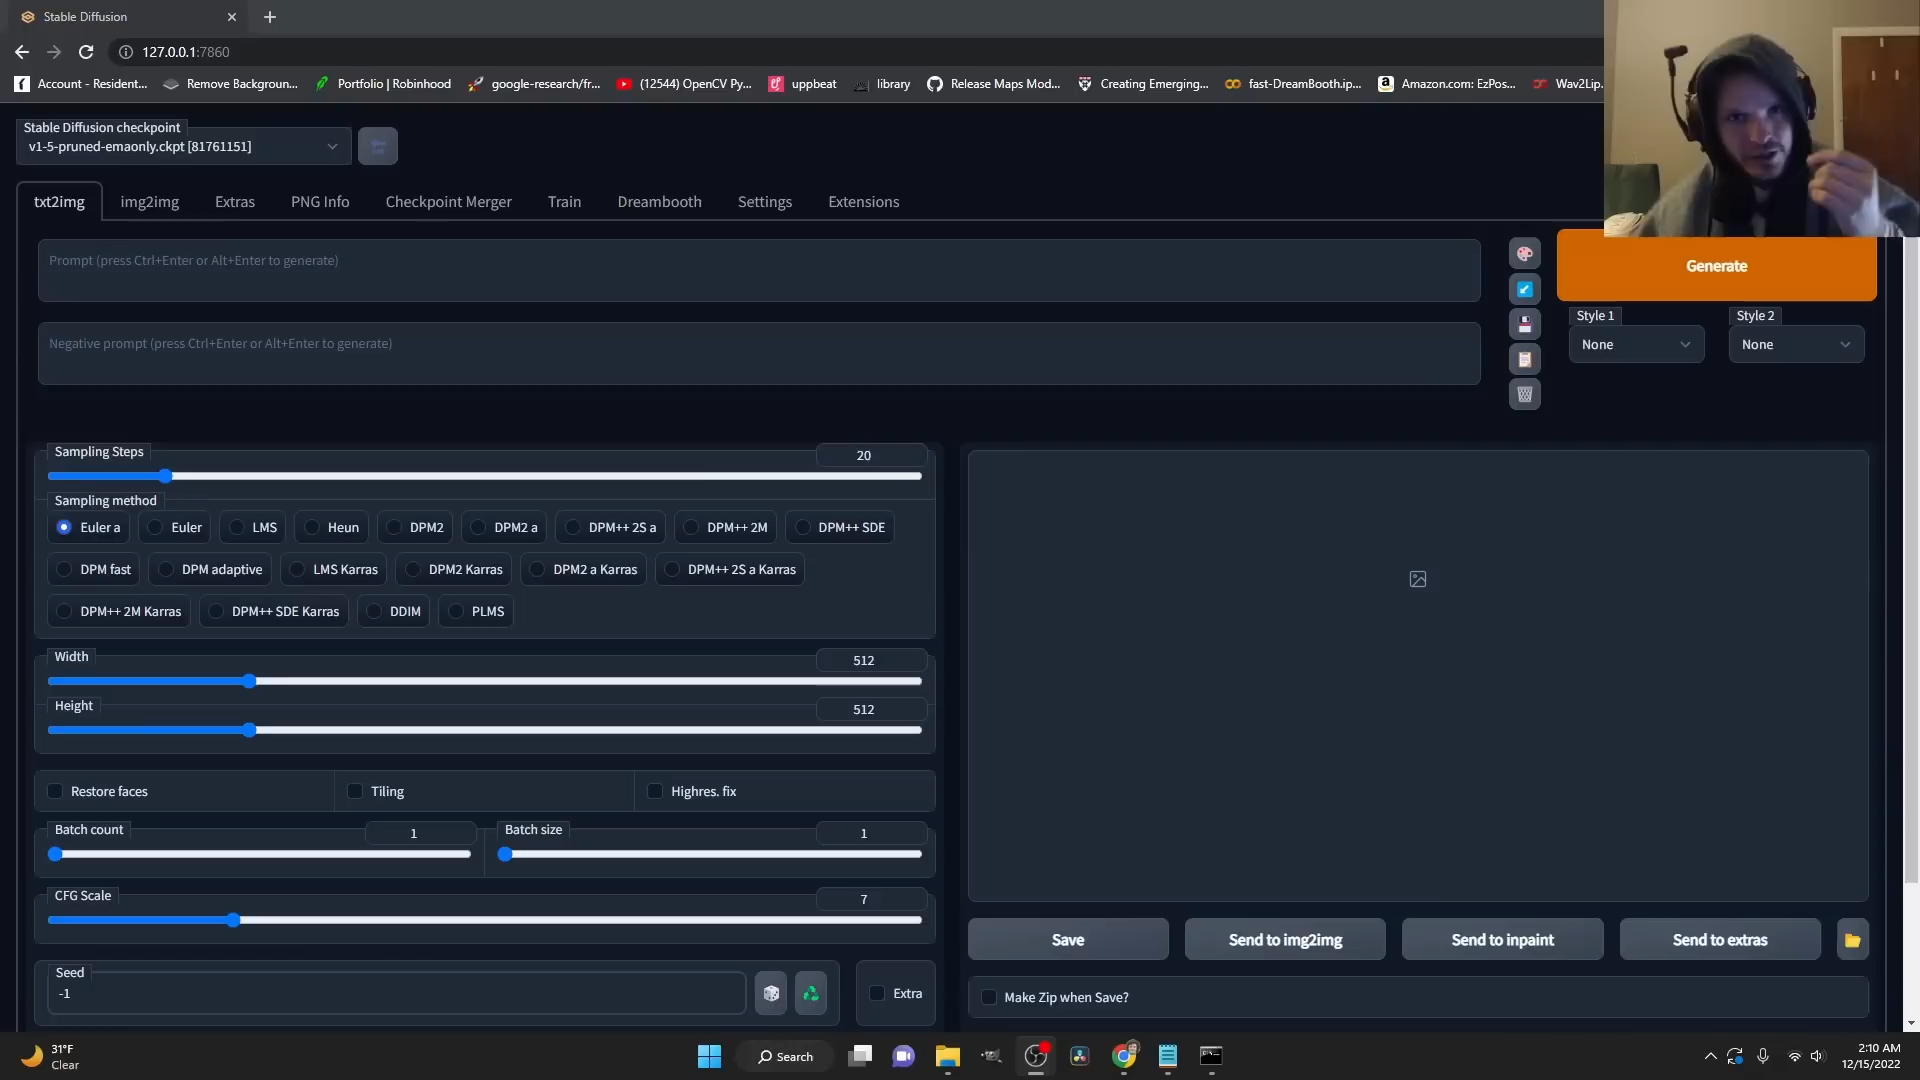 Stable Diffusion
127.0.0.1:7860
Account - Resident...
Remove Backgroun...
Portfolio | Robinhood
google-research/fr...
(12544) OpenCV Py...
uppbeat
library
Release Maps Mod...
Creating Emerging...
fast-DreamBooth.ip...
Amazon.com: EzPos...
Wav2Lip.
Stable Diffusion checkpoint
v1-5-pruned-emaonly.ckpt [81761151]
txt2img img2img Extras PNG Info Checkpoint Merger Train Dreambooth Settings Extensions
Prompt (press Ctrl+Enter or Alt+Enter to generate)
Generate
Style 1 Style 2
None None
Negative prompt (press Ctrl+Enter or Alt+Enter to generate)
Sampling Steps 20
Sampling method
Euler a Euler LMS Heun DPM2 DPM2 a DPM++ 2S a DPM++ 2M DPM++ SDE
DPM fast DPM adaptive LMS Karras DPM2 Karras DPM2 a Karras DPM++ 2S a Karras
DPM++ 2M Karras DPM++ SDE Karras DDIM PLMS
Width 512
Height 512
Restore faces Tiling Highres. fix
Batch count 1 Batch size 1
CFG Scale 7
Seed
-1
Extra
Save Send to img2img Send to inpaint Send to extras
Make Zip when Save?
31°F
Clear
Search
2:10 AM
12/15/2022